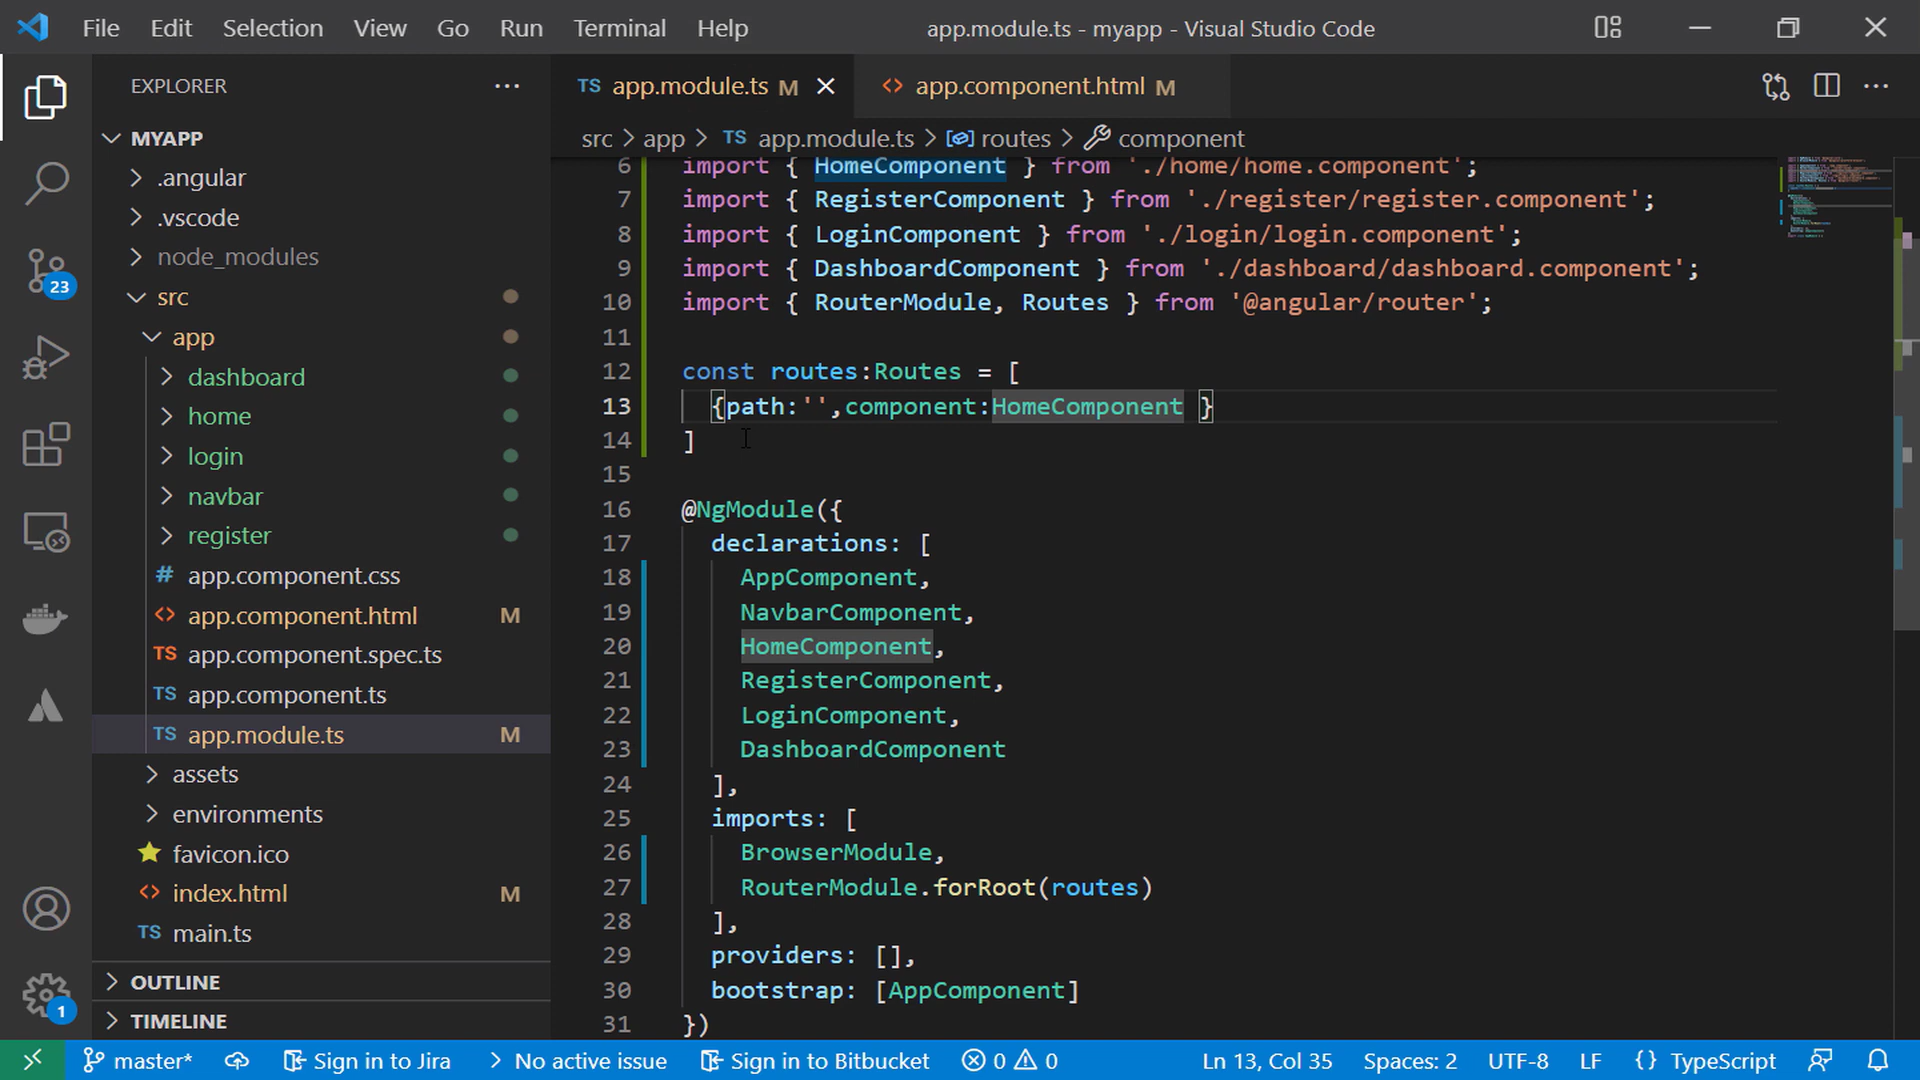 File Edit Selection View Go Run Terminal Help
app.module.ts - myapp - Visual Studio Code
EXPLORER
MYAPP
.angular
.vscode
node_modules
src
app
dashboard
home
login
navbar
register
# app.component.css
<> app.component.html M
TS app.component.spec.ts
TS app.component.ts
TS app.module.ts M
assets
environments
favicon.ico
<> index.html M
TS main.ts
OUTLINE
TIMELINE
23
1
TS app.module.ts M
<> app.component.html M
src > app > TS app.module.ts > routes > component
6 import { HomeComponent } from './home/home.component';
7 import { RegisterComponent } from './register/register.component';
8 import { LoginComponent } from './login/login.component';
9 import { DashboardComponent } from './dashboard/dashboard.component';
10 import { RouterModule, Routes } from '@angular/router';
11
12 const routes:Routes = [
13 {path:'',component:HomeComponent }
14 ]
15
16 @NgModule({
17 declarations: [
18 AppComponent,
19 NavbarComponent,
20 HomeComponent,
21 RegisterComponent,
22 LoginComponent,
23 DashboardComponent
24 ],
25 imports: [
26 BrowserModule,
27 RouterModule.forRoot(routes)
28 ],
29 providers: [],
30 bootstrap: [AppComponent]
31 })
master* Sign in to Jira No active issue Sign in to Bitbucket 0 0 Ln 13, Col 35 Spaces: 2 UTF-8 LF {} TypeScript